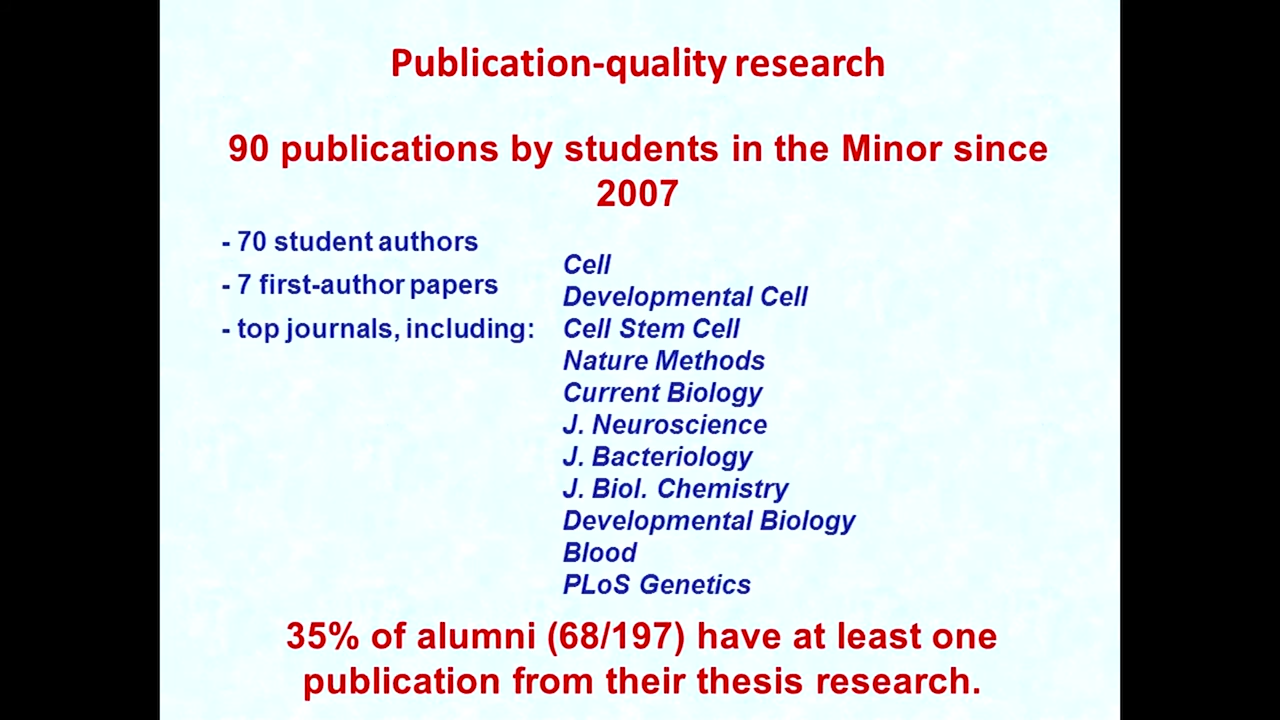 Publication-quality research
90 publications by students in the Minor since
2007
- 70 student authors
- 7 first-author papers
- top journals, including:
Cell
Developmental Cell
Cell Stem Cell
Nature Methods
Current Biology
J. Neuroscience
J. Bacteriology
J. Biol. Chemistry
Developmental Biology
Blood
PLoS Genetics
35% of alumni (68/197) have at least one
publication from their thesis research.